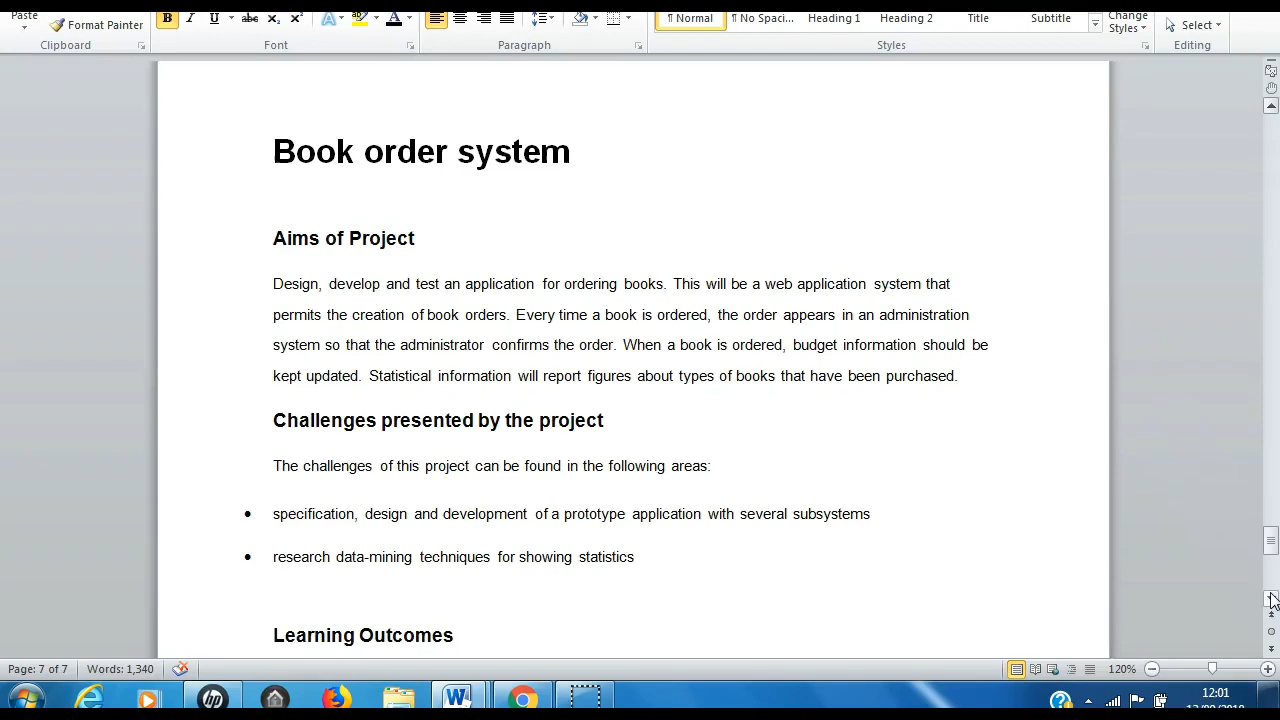 Paste
Format Painter
B I U abc x₂ x² A ab A
¶ Normal ¶ No Spaci... Heading 1 Heading 2 Title Subtitle
Change
Styles
Select
Clipboard Font Paragraph Styles Editing
Book order system
Aims of Project
Design, develop and test an application for ordering books. This will be a web application system that
permits the creation of book orders. Every time a book is ordered, the order appears in an administration
system so that the administrator confirms the order. When a book is ordered, budget information should be
kept updated. Statistical information will report figures about types of books that have been purchased.
Challenges presented by the project
The challenges of this project can be found in the following areas:
• specification, design and development of a prototype application with several subsystems
• research data-mining techniques for showing statistics
Learning Outcomes
Page: 7 of 7 Words: 1,340 120%
hp W ? 12:01